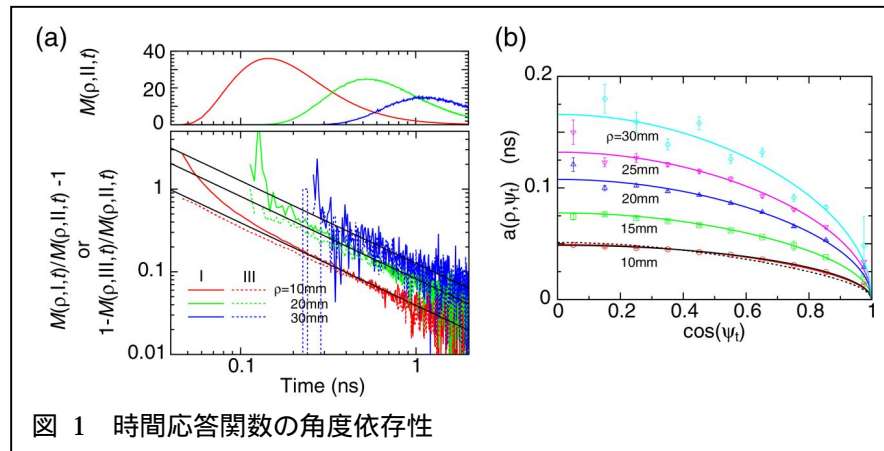 (a)
M(ρ,II,t)
40
20
0
M(ρ,I,t)/M(ρ,II,t) -1
or
1-M(ρ,III,t)/M(ρ,II,t)
1
0.1
0.01
I III
ρ=10mm
20mm
30mm
0.1 1
Time (ns)
(b)
a(ρ,ψt) (ns)
0.2
0.1
0
ρ=30mm
25mm
20mm
15mm
10mm
0 0.2 0.4 0.6 0.8 1
cos(ψt)
図 1 時間応答関数の角度依存性